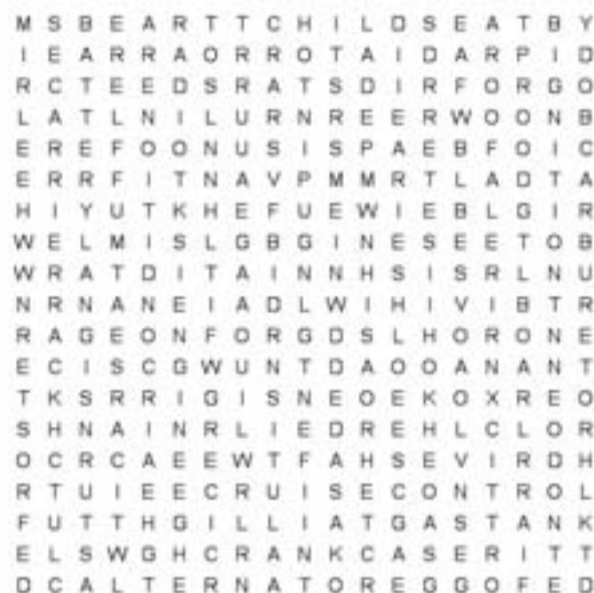 M S B E A R T T C H I L D S E A T B Y
I E A R R A O R R O T A I D A R P I D
R C T E E D S R A T S D I R F O R G O
L A T L N I L U R N R E E R W O O N B
E R E F O O N U S I S P A E B F O I C
E R R F I T N A V P M M R T L A D T A
H I Y U T K H E F U E W I E B L G I R
W E L M I S L G B G I N E S E E T O B
W R A T D I T A I N N H S I S R L N U
N R N A N E I A D L W I H I V I B T R
R A G E O N F O R G D S L H O R O N E
E C I S C G W U N T D A O O A N A N T
T K S R R I G I S N E O E K O X R E O
S H N A I N R L I E D R E H L C L O R
O C R C A E E W T F A H S E V I R D H
R T U I E E C R U I S E C O N T R O L
F U T T H G I L L I A T G A S T A N K
E L S W G H C R A N K C A S E R I T T
D C A L T E R N A T O R E G G O F E D